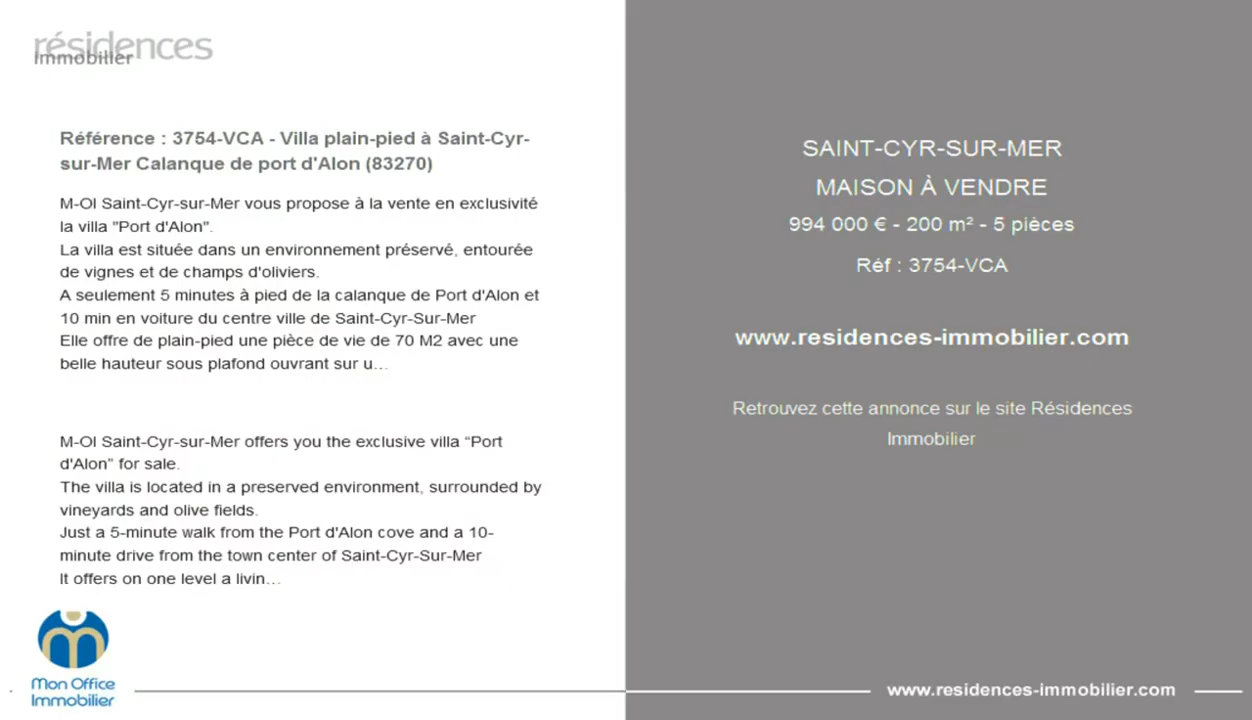 résidences
Immobilier
Référence : 3754-VCA - Villa plain-pied à Saint-Cyr-
sur-Mer Calanque de port d'Alon (83270)
M-OI Saint-Cyr-sur-Mer vous propose à la vente en exclusivité
la villa "Port d'Alon".
La villa est située dans un environnement préservé, entourée
de vignes et de champs d'oliviers.
A seulement 5 minutes à pied de la calanque de Port d'Alon et
10 min en voiture du centre ville de Saint-Cyr-Sur-Mer
Elle offre de plain-pied une pièce de vie de 70 M2 avec une
belle hauteur sous plafond ouvrant sur u...
M-OI Saint-Cyr-sur-Mer offers you the exclusive villa “Port
d'Alon” for sale.
The villa is located in a preserved environment, surrounded by
vineyards and olive fields.
Just a 5-minute walk from the Port d'Alon cove and a 10-
minute drive from the town center of Saint-Cyr-Sur-Mer
It offers on one level a livin...
Mon Office
Immobilier
SAINT-CYR-SUR-MER
MAISON À VENDRE
994 000 € - 200 m² - 5 pièces
Réf : 3754-VCA
www.residences-immobilier.com
Retrouvez cette annonce sur le site Résidences
Immobilier
www.residences-immobilier.com